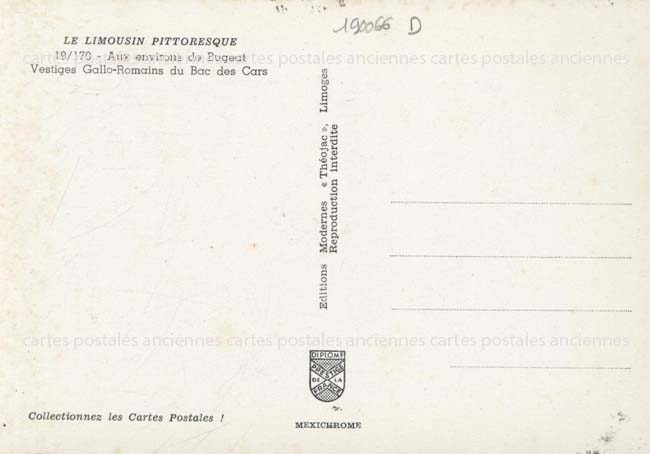 190066 D
LE LIMOUSIN PITTORESQUE
19/170 - Aux environs de Bugeat
Vestiges Gallo-Romains du Bac des Cars
cartes postales anciennes cartes postales anciennes cartes postales anciennes
Editions Modernes « Théojac », Limoges
Reproduction interdite
cartes postales anciennes cartes postales anciennes cartes postales anciennes
DIPLOME
PRESTIGE
DE LA
FRANCE
Collectionnez les Cartes Postales !
MEXICHROME